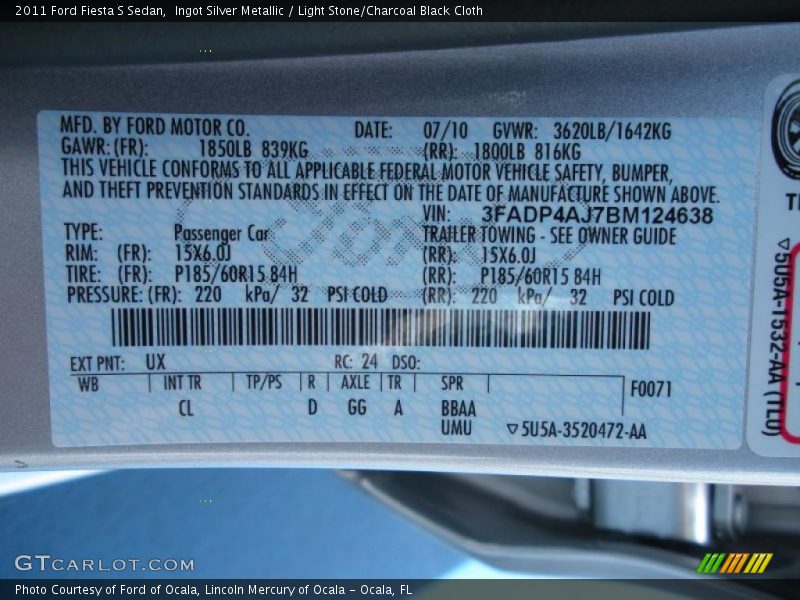 2011 Ford Fiesta S Sedan,  Ingot Silver Metallic / Light Stone/Charcoal Black Cloth
MFD. BY FORD MOTOR CO. DATE: 07/10 GVWR: 3620LB/1642KG
GAWR: (FR): 1850LB 839KG (RR): 1800LB 816KG
THIS VEHICLE CONFORMS TO ALL APPLICABLE FEDERAL MOTOR VEHICLE SAFETY, BUMPER,
AND THEFT PREVENTION STANDARDS IN EFFECT ON THE DATE OF MANUFACTURE SHOWN ABOVE.
VIN: 3FADP4AJ7BM124638
TYPE: Passenger Car TRAILER TOWING - SEE OWNER GUIDE
RIM: (FR): 15X6.0J (RR): 15X6.0J
TIRE: (FR): P185/60R15 84H (RR): P185/60R15 84H
PRESSURE: (FR): 220 kPa/ 32 PSI COLD (RR): 220 kPa/ 32 PSI COLD
EXT PNT: UX RC: 24 DSO:
WB INT TR TP/PS R AXLE TR SPR F0071
CL D GG A BBAA
UMU ▽5U5A-3520472-AA
Ford
▽5U5A-1532-AA (TL0)
GTCARLOT.COM
Photo Courtesy of Ford of Ocala, Lincoln Mercury of Ocala – Ocala, FL